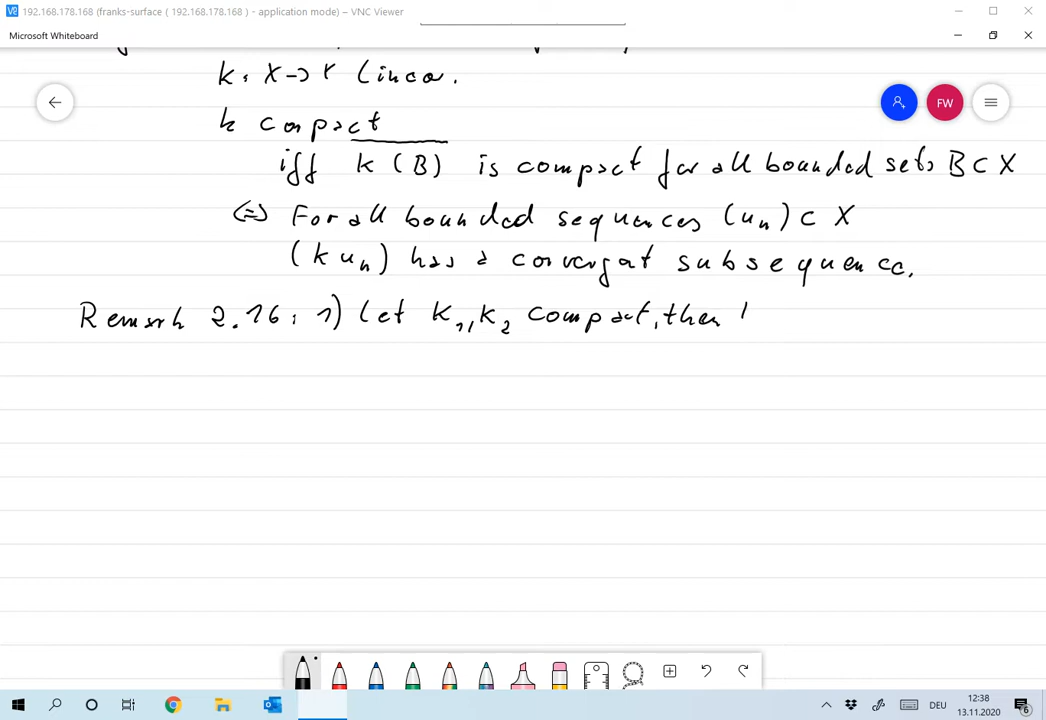 192.168.178.168 (franks-surface ( 192.168.178.168 ) - application mode) – VNC Viewer
Microsoft Whiteboard
K: X → Y linear.
K compact
iff K(B) is compact for all bounded sets B ⊂ X
⇔ For all bounded sequences (uₙ) ⊂ X
(K uₙ) has a convergent subsequence.
FW
Remark 2.16: 1) Let K₁, K₂ compact, then
DEU
12:38
13.11.2020
6